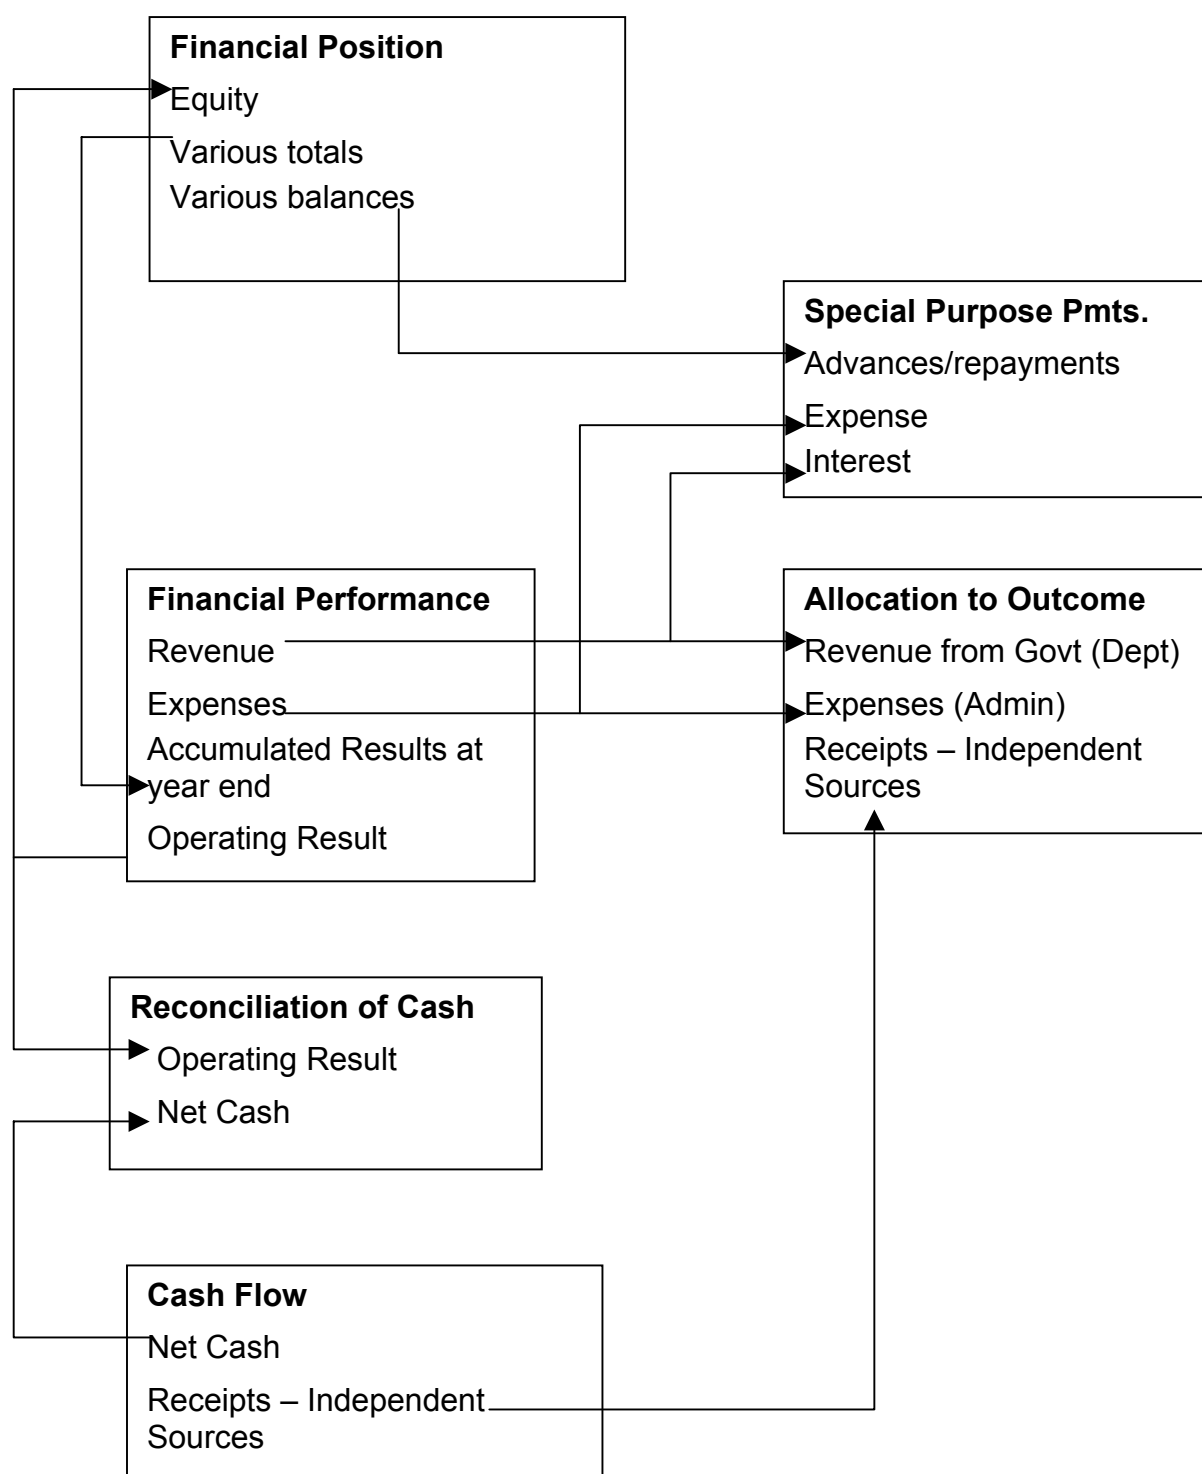 Financial Position
Equity
Various totals
Various balances
Special Purpose Pmts.
Advances/repayments
Expense
Interest
Financial Performance
Revenue
Expenses
Accumulated Results at
year end
Operating Result
Allocation to Outcome
Revenue from Govt (Dept)
Expenses (Admin)
Receipts – Independent
Sources
Reconciliation of Cash
Operating Result
Net Cash
Cash Flow
Net Cash
Receipts – Independent
Sources